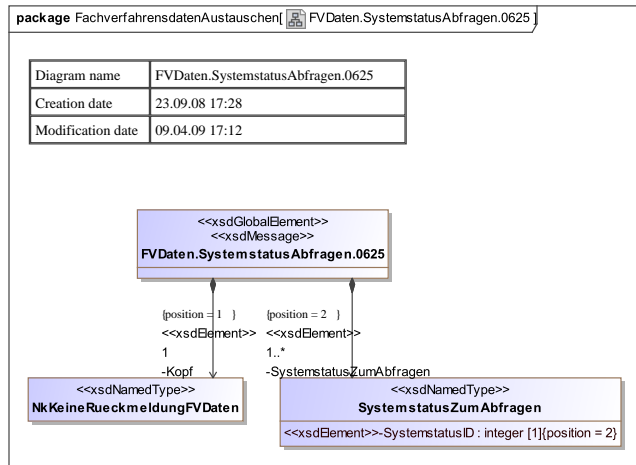 package FachverfahrensdatenAustauschen[ FVDaten.SystemstatusAbfragen.0625 ]
Diagram name FVDaten.SystemstatusAbfragen.0625
Creation date 23.09.08 17:28
Modification date 09.04.09 17:12
<<xsdGlobalElement>>
<<xsdMessage>>
FVDaten.SystemstatusAbfragen.0625
{position = 1 } {position = 2 }
<<xsdElement>> <<xsdElement>>
1 1..*
-Kopf -SystemstatusZumAbfragen
<<xsdNamedType>> <<xsdNamedType>>
NkKeineRueckmeldungFVDaten SystemstatusZumAbfragen
<<xsdElement>>-SystemstatusID : integer [1]{position = 2}